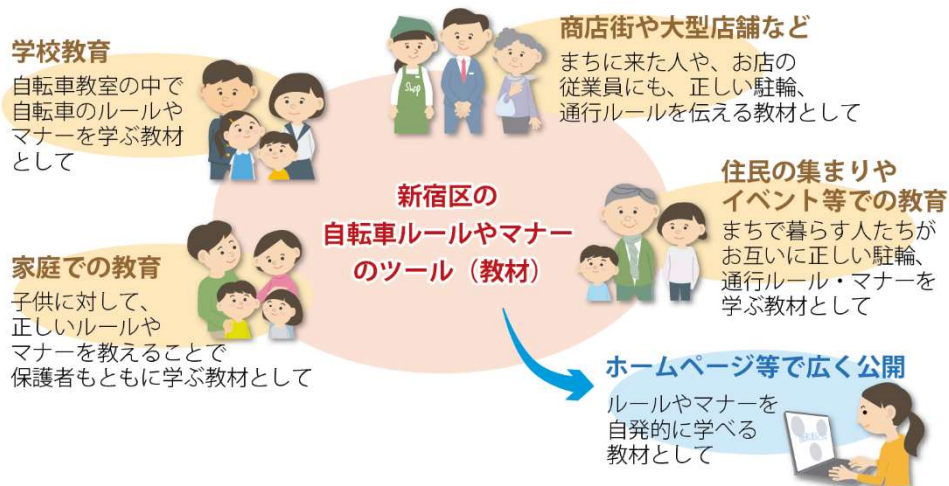 学校教育
自転車教室の中で
自転車のルールや
マナーを学ぶ教材
として
商店街や大型店舗など
まちに来た人や、お店の
従業員にも、正しい駐輪、
通行ルールを伝える教材として
Shop
新宿区の
自転車ルールやマナー
のツール（教材）
住民の集まりや
イベント等での教育
まちで暮らす人たちが
お互いに正しい駐輪、
通行ルール・マナーを
学ぶ教材として
家庭での教育
子供に対して、
正しいルールや
マナーを教えることで
保護者もともに学ぶ教材として
ホームページ等で広く公開
ルールやマナーを
自発的に学べる
教材として